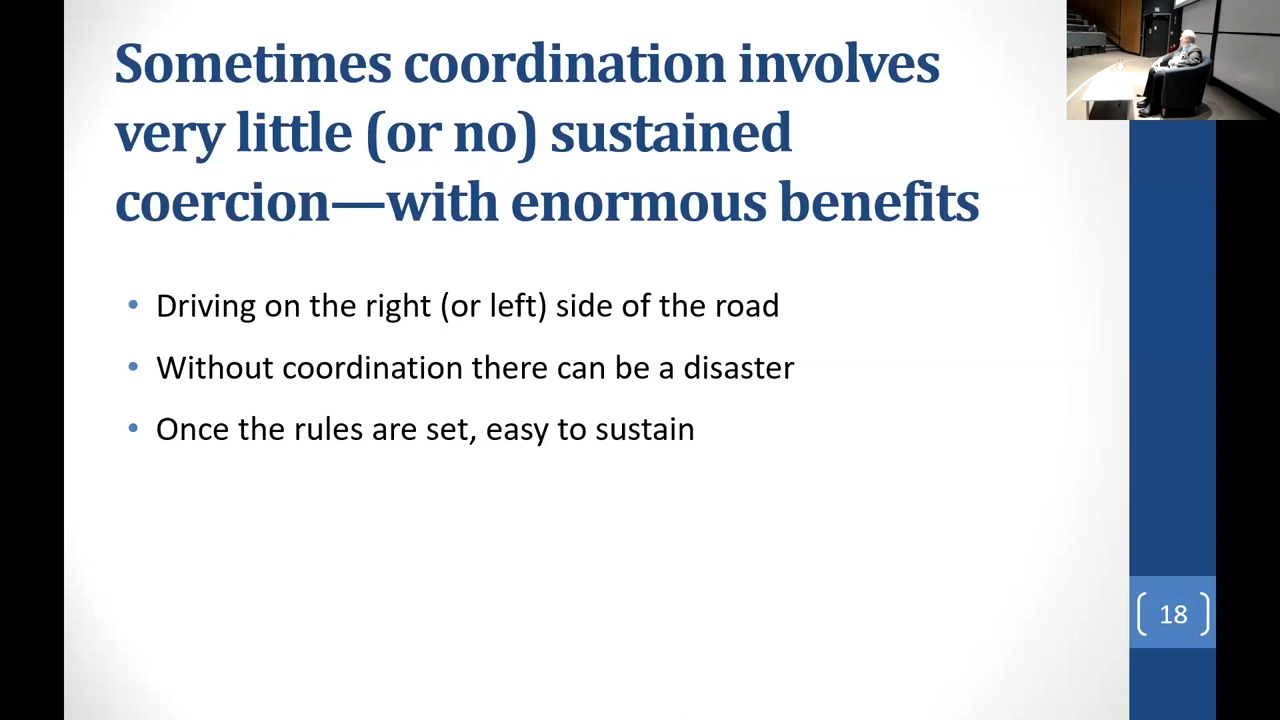 Sometimes coordination involves
very little (or no) sustained
coercion—with enormous benefits
• Driving on the right (or left) side of the road
• Without coordination there can be a disaster
• Once the rules are set, easy to sustain
18